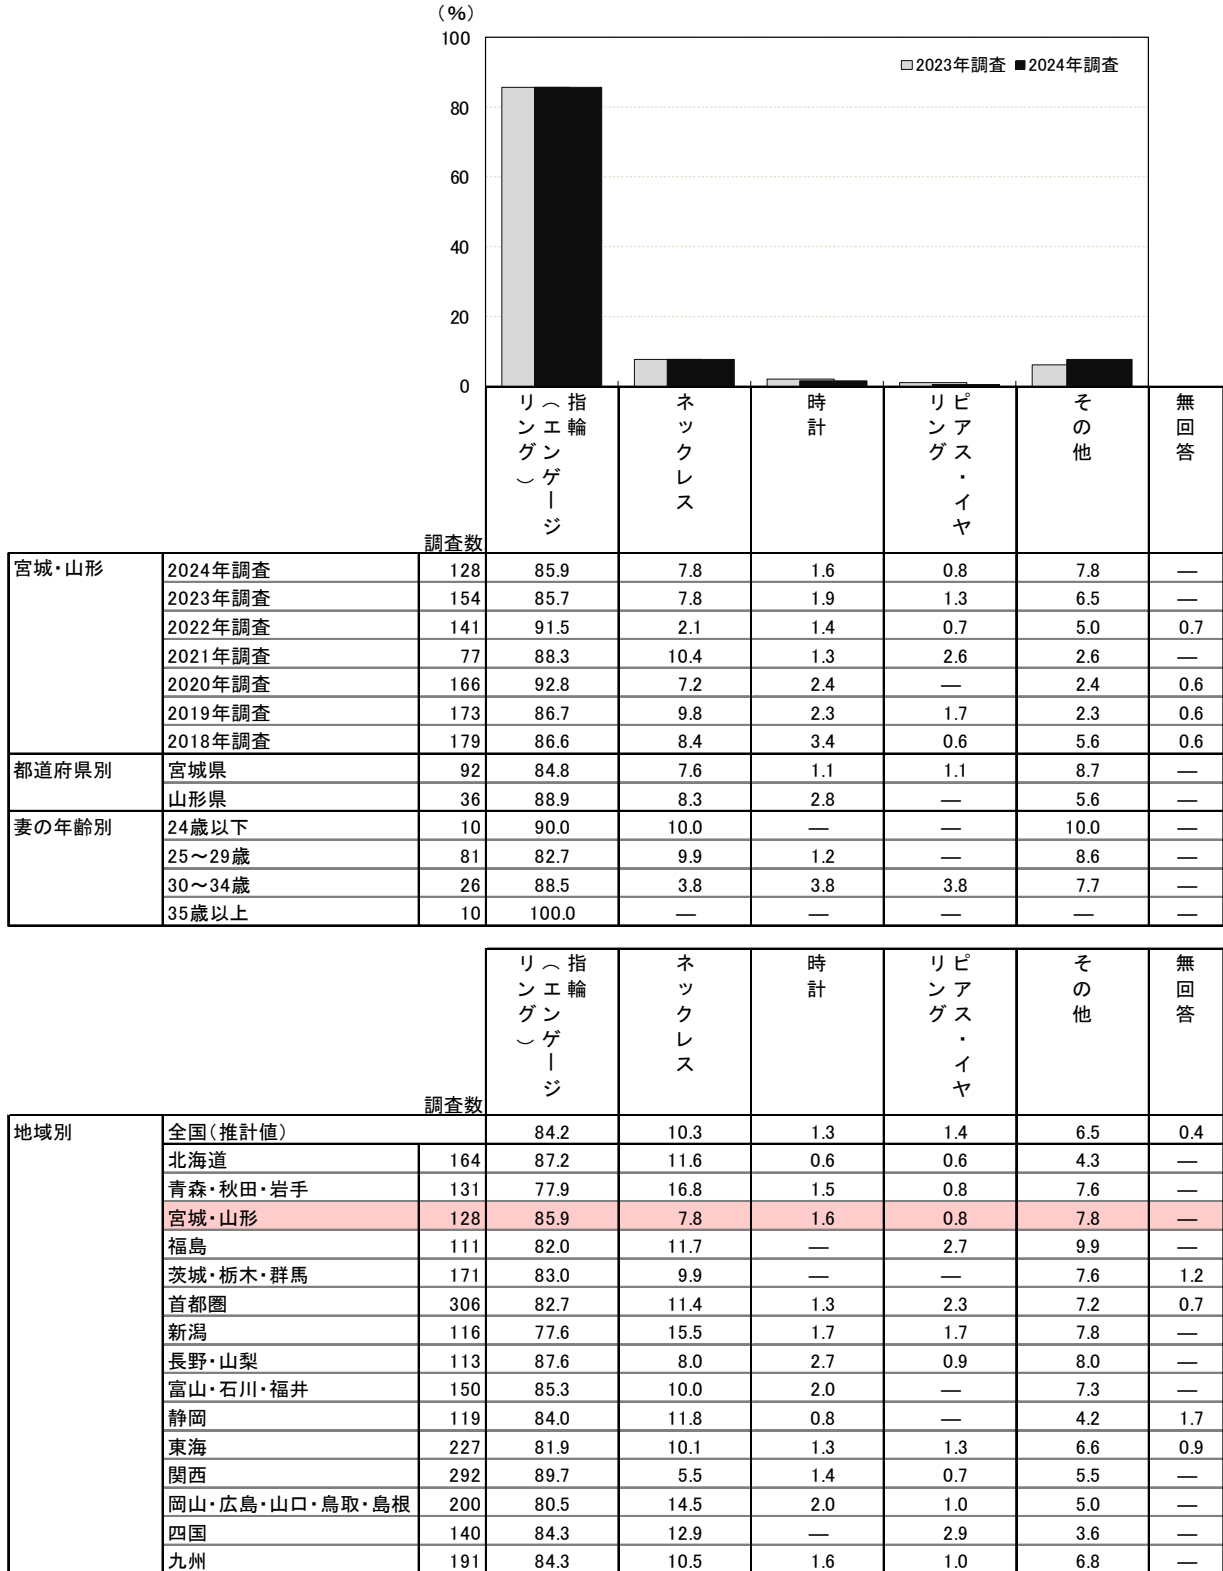 （%）
100
80
60
40
20
0
2023年調査 2024年調査
調査数 指輪（エンゲージリング） ネックレス 時計 ピアス・イヤリング その他 無回答
宮城・山形 2024年調査 128 85.9 7.8 1.6 0.8 7.8 ―
2023年調査 154 85.7 7.8 1.9 1.3 6.5 ―
2022年調査 141 91.5 2.1 1.4 0.7 5.0 0.7
2021年調査 77 88.3 10.4 1.3 2.6 2.6 ―
2020年調査 166 92.8 7.2 2.4 ― 2.4 0.6
2019年調査 173 86.7 9.8 2.3 1.7 2.3 0.6
2018年調査 179 86.6 8.4 3.4 0.6 5.6 0.6
都道府県別 宮城県 92 84.8 7.6 1.1 1.1 8.7 ―
山形県 36 88.9 8.3 2.8 ― 5.6 ―
妻の年齢別 24歳以下 10 90.0 10.0 ― ― 10.0 ―
25～29歳 81 82.7 9.9 1.2 ― 8.6 ―
30～34歳 26 88.5 3.8 3.8 3.8 7.7 ―
35歳以上 10 100.0 ― ― ― ― ―
調査数 指輪（エンゲージリング） ネックレス 時計 ピアス・イヤリング その他 無回答
地域別 全国（推計値） 84.2 10.3 1.3 1.4 6.5 0.4
北海道 164 87.2 11.6 0.6 0.6 4.3 ―
青森・秋田・岩手 131 77.9 16.8 1.5 0.8 7.6 ―
宮城・山形 128 85.9 7.8 1.6 0.8 7.8 ―
福島 111 82.0 11.7 ― 2.7 9.9 ―
茨城・栃木・群馬 171 83.0 9.9 ― ― 7.6 1.2
首都圏 306 82.7 11.4 1.3 2.3 7.2 0.7
新潟 116 77.6 15.5 1.7 1.7 7.8 ―
長野・山梨 113 87.6 8.0 2.7 0.9 8.0 ―
富山・石川・福井 150 85.3 10.0 2.0 ― 7.3 ―
静岡 119 84.0 11.8 0.8 ― 4.2 1.7
東海 227 81.9 10.1 1.3 1.3 6.6 0.9
関西 292 89.7 5.5 1.4 0.7 5.5 ―
岡山・広島・山口・鳥取・島根 200 80.5 14.5 2.0 1.0 5.0 ―
四国 140 84.3 12.9 ― 2.9 3.6 ―
九州 191 84.3 10.5 1.6 1.0 6.8 ―